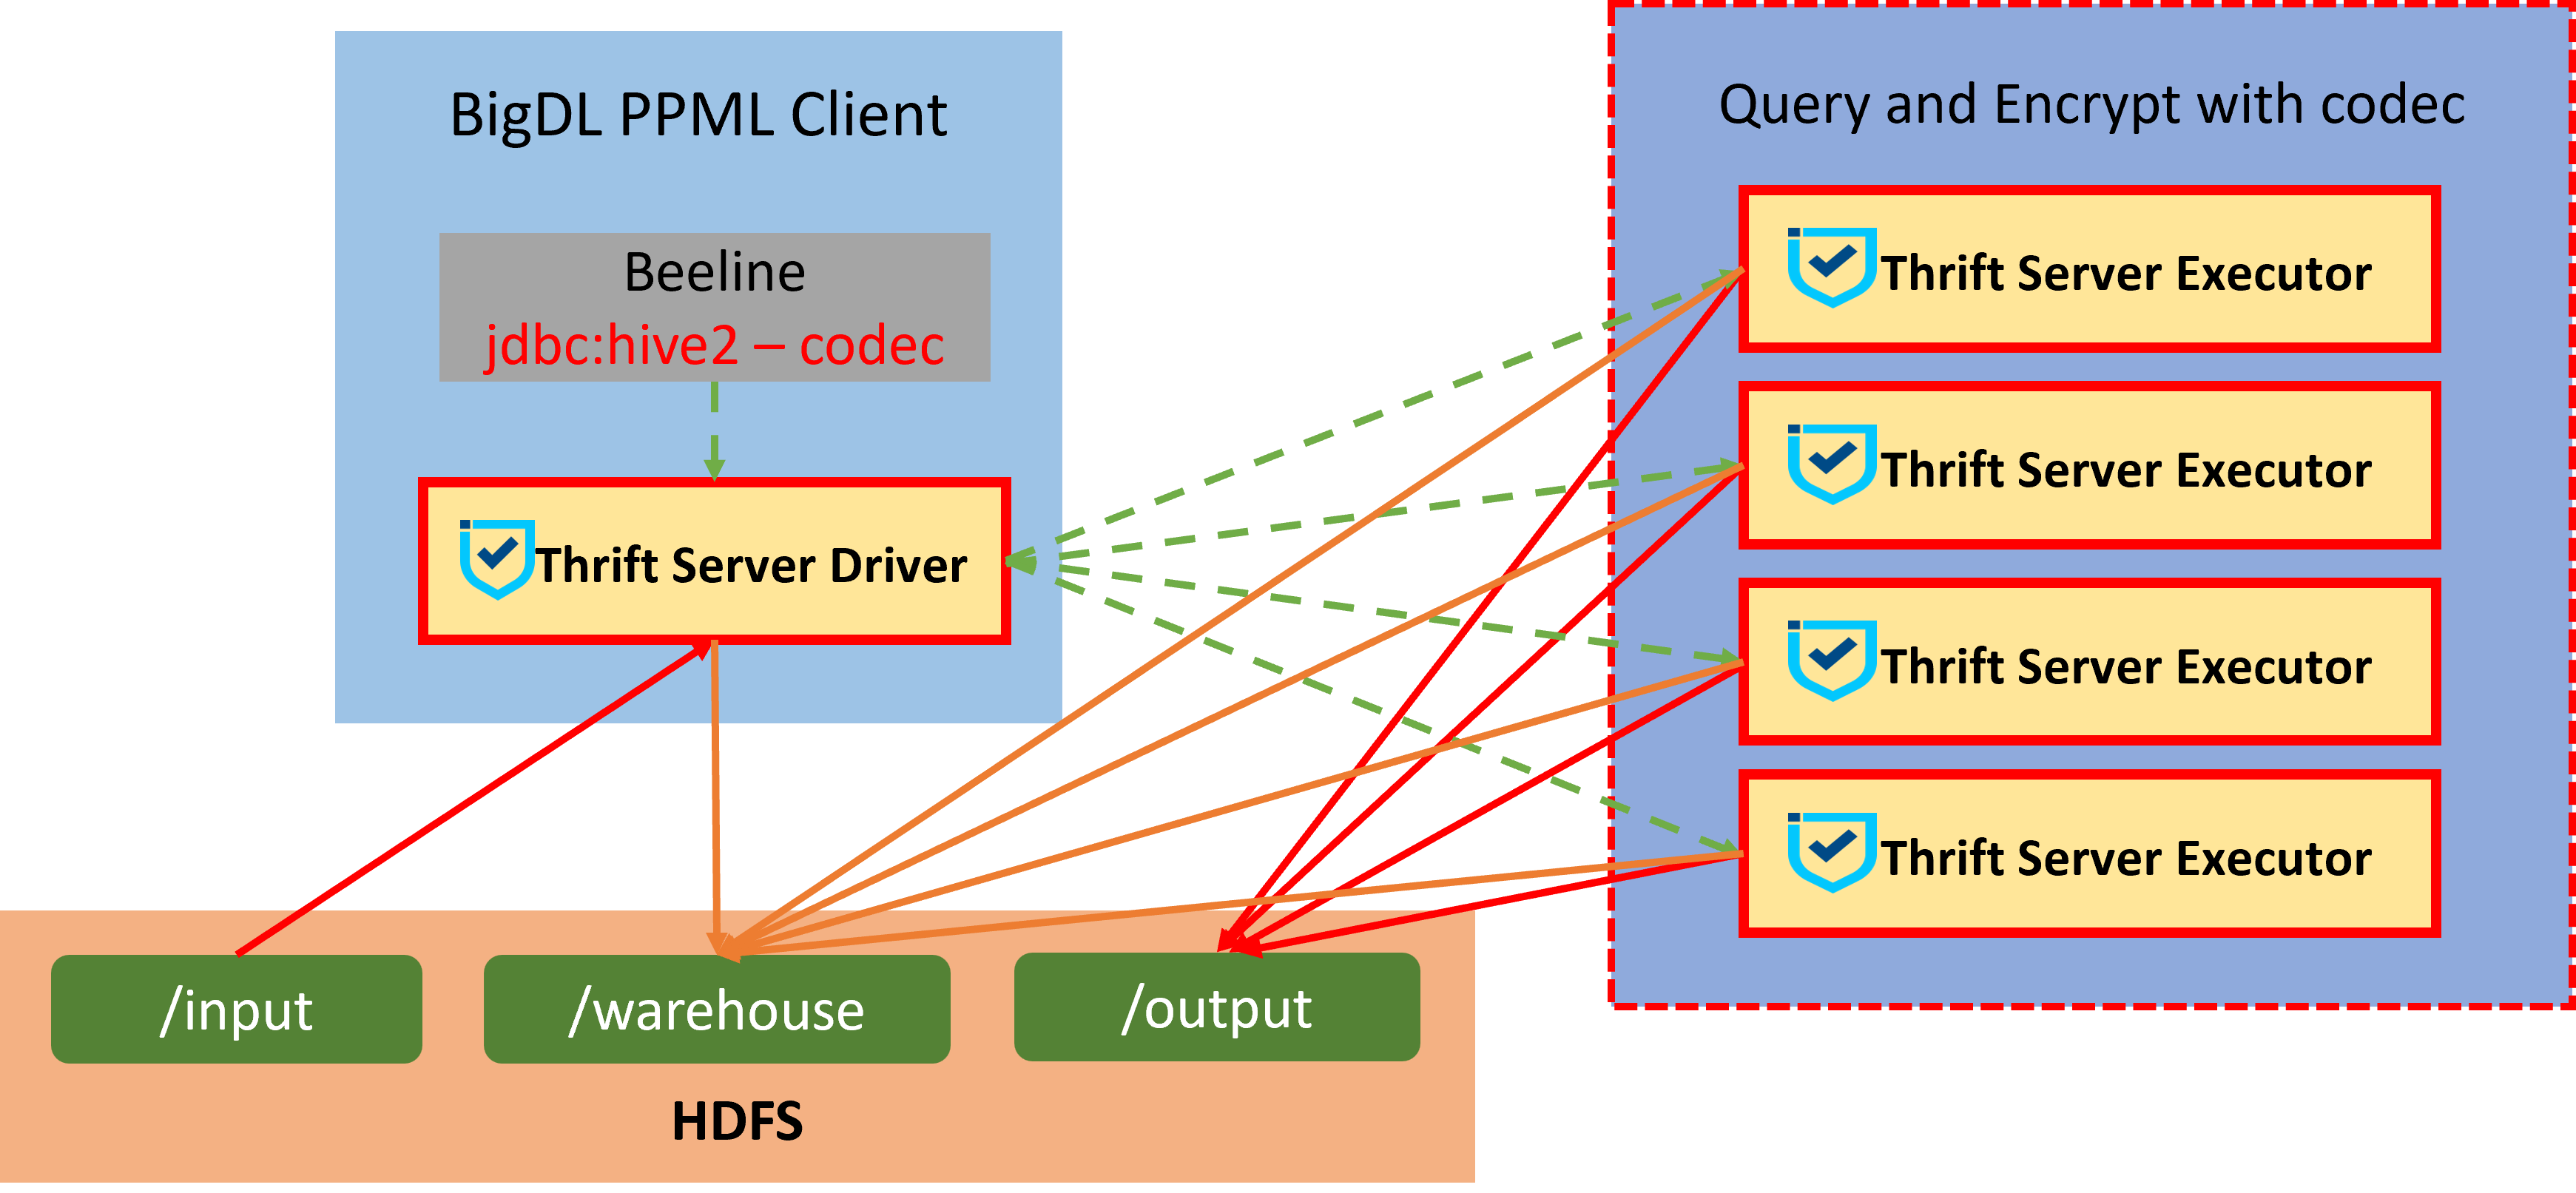 BigDL PPML Client
Beeline
jdbc:hive2 – codec
Thrift Server Driver
Query and Encrypt with codec
Thrift Server Executor
Thrift Server Executor
Thrift Server Executor
Thrift Server Executor
/input
/warehouse
/output
HDFS